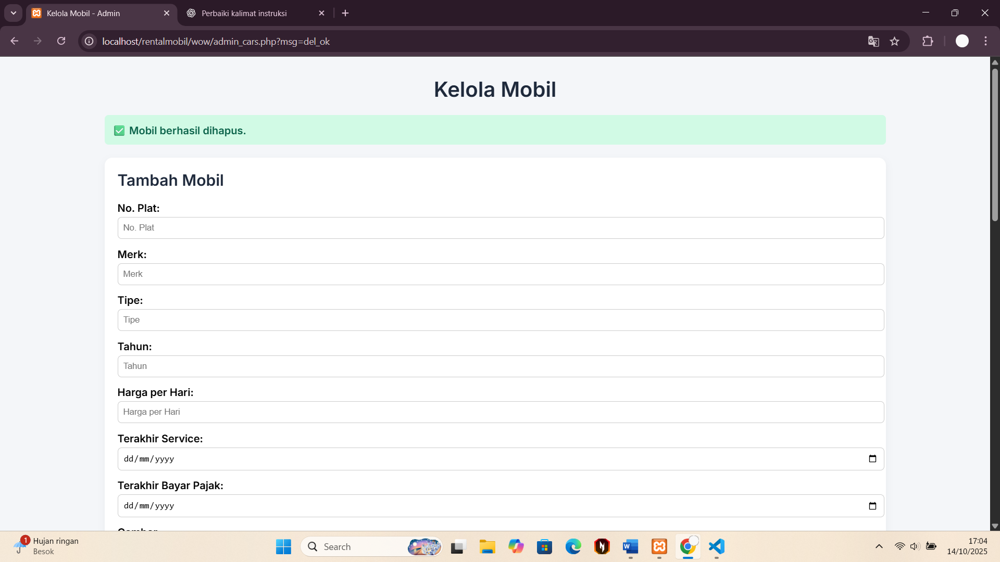 Kelola Mobil - Admin
Perbaiki kalimat instruksi
localhost/rentalmobil/wow/admin_cars.php?msg=del_ok
Kelola Mobil
✅ Mobil berhasil dihapus.
Tambah Mobil
No. Plat:
No. Plat
Merk:
Merk
Tipe:
Tipe
Tahun:
Tahun
Harga per Hari:
Harga per Hari
Terakhir Service:
dd/mm/yyyy
Terakhir Bayar Pajak:
dd/mm/yyyy
1
Hujan ringan
Besok
Search
17:04
14/10/2025